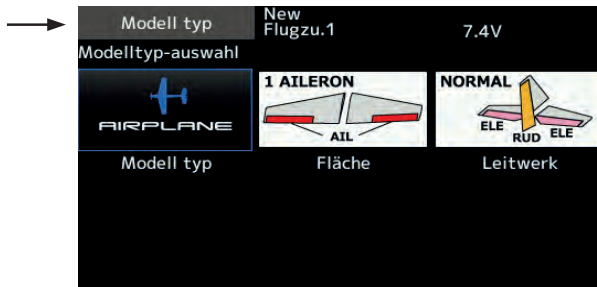 Modell typ
New
Flugzu.1
7.4V
Modelltyp-auswahl
AIRPLANE
1 AILERON
AIL
NORMAL
ELE
RUD
ELE
Modell typ
Fläche
Leitwerk